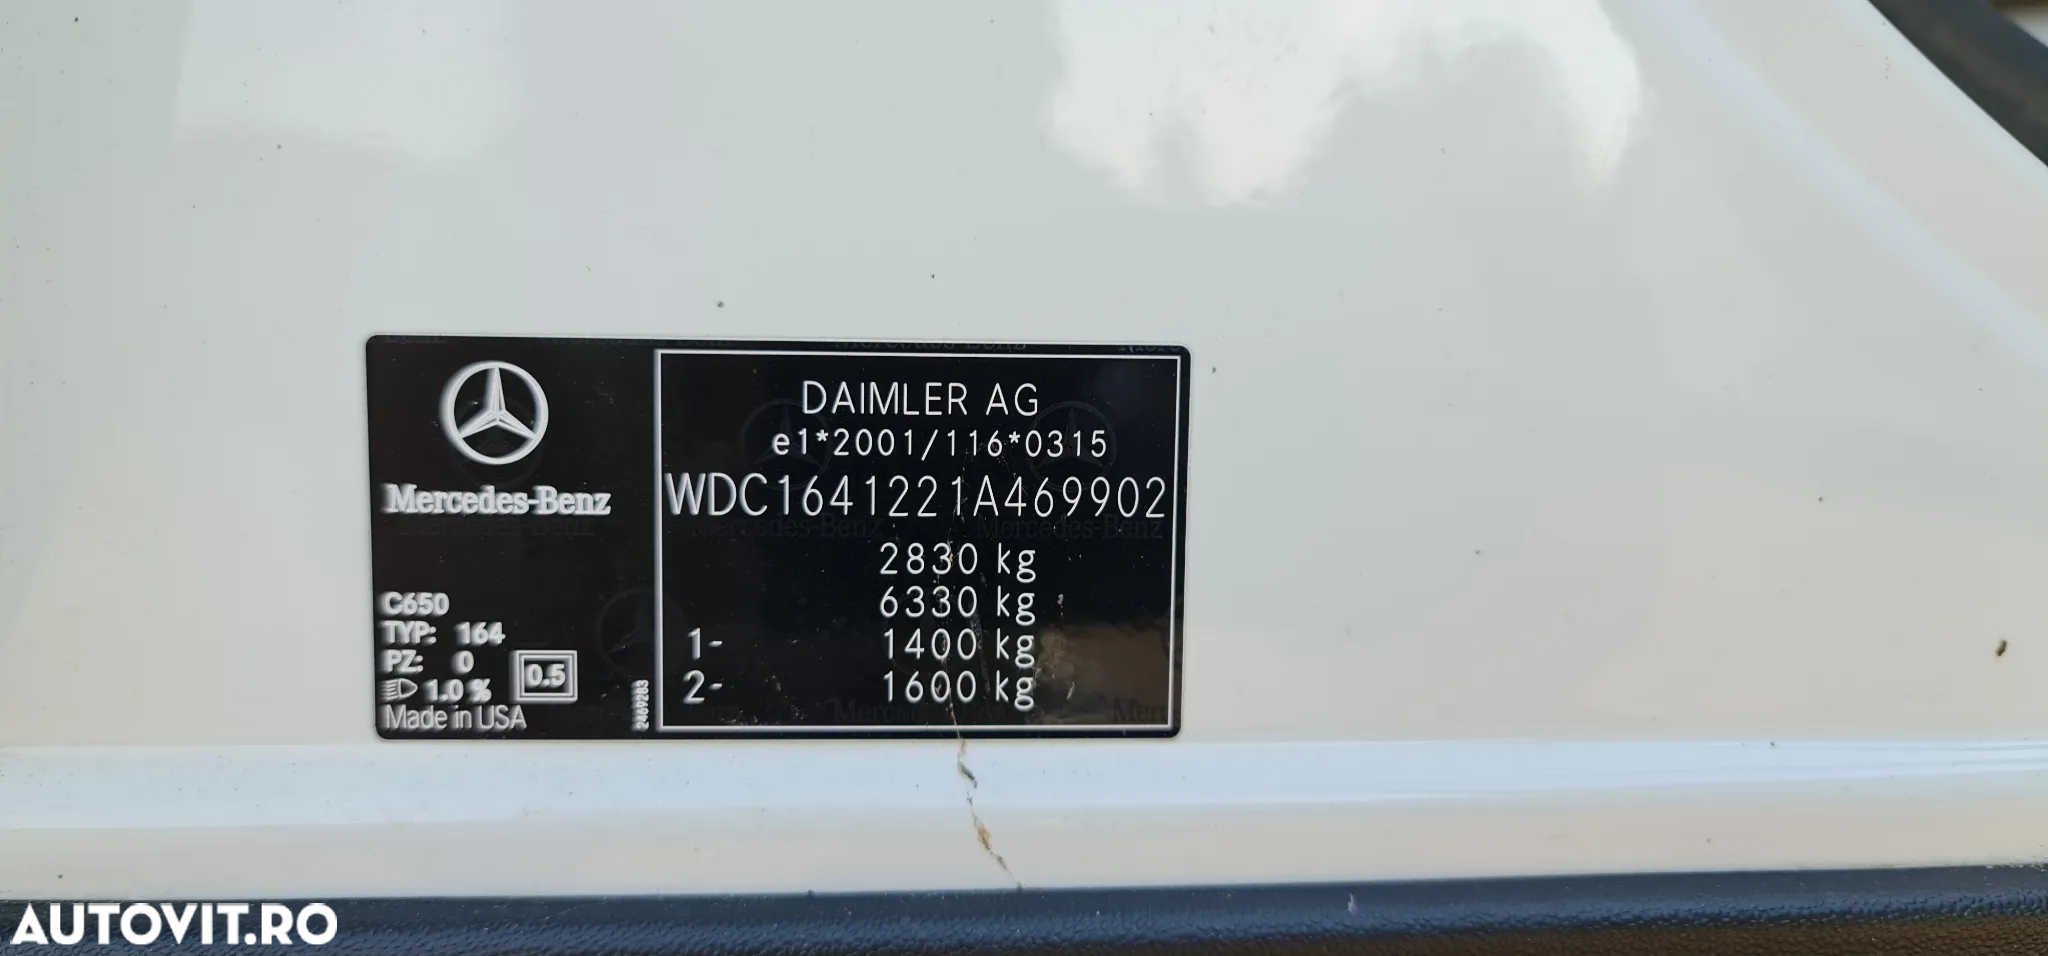 Mercedes-Benz
C650
TYP: 164
PZ: 0
1.0 %
0.5
Made in USA
2469283
DAIMLER AG
e1*2001/116*0315
WDC1641221A469902
2830 kg
6330 kg
1- 1400 kg
2- 1600 kg
AUTOVIT.RO